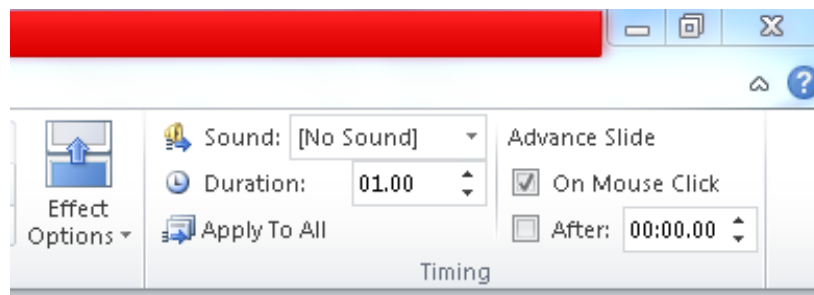 Effect
Options
Sound: [No Sound]
Duration: 01.00
Apply To All
Advance Slide
On Mouse Click
After: 00:00.00
Timing